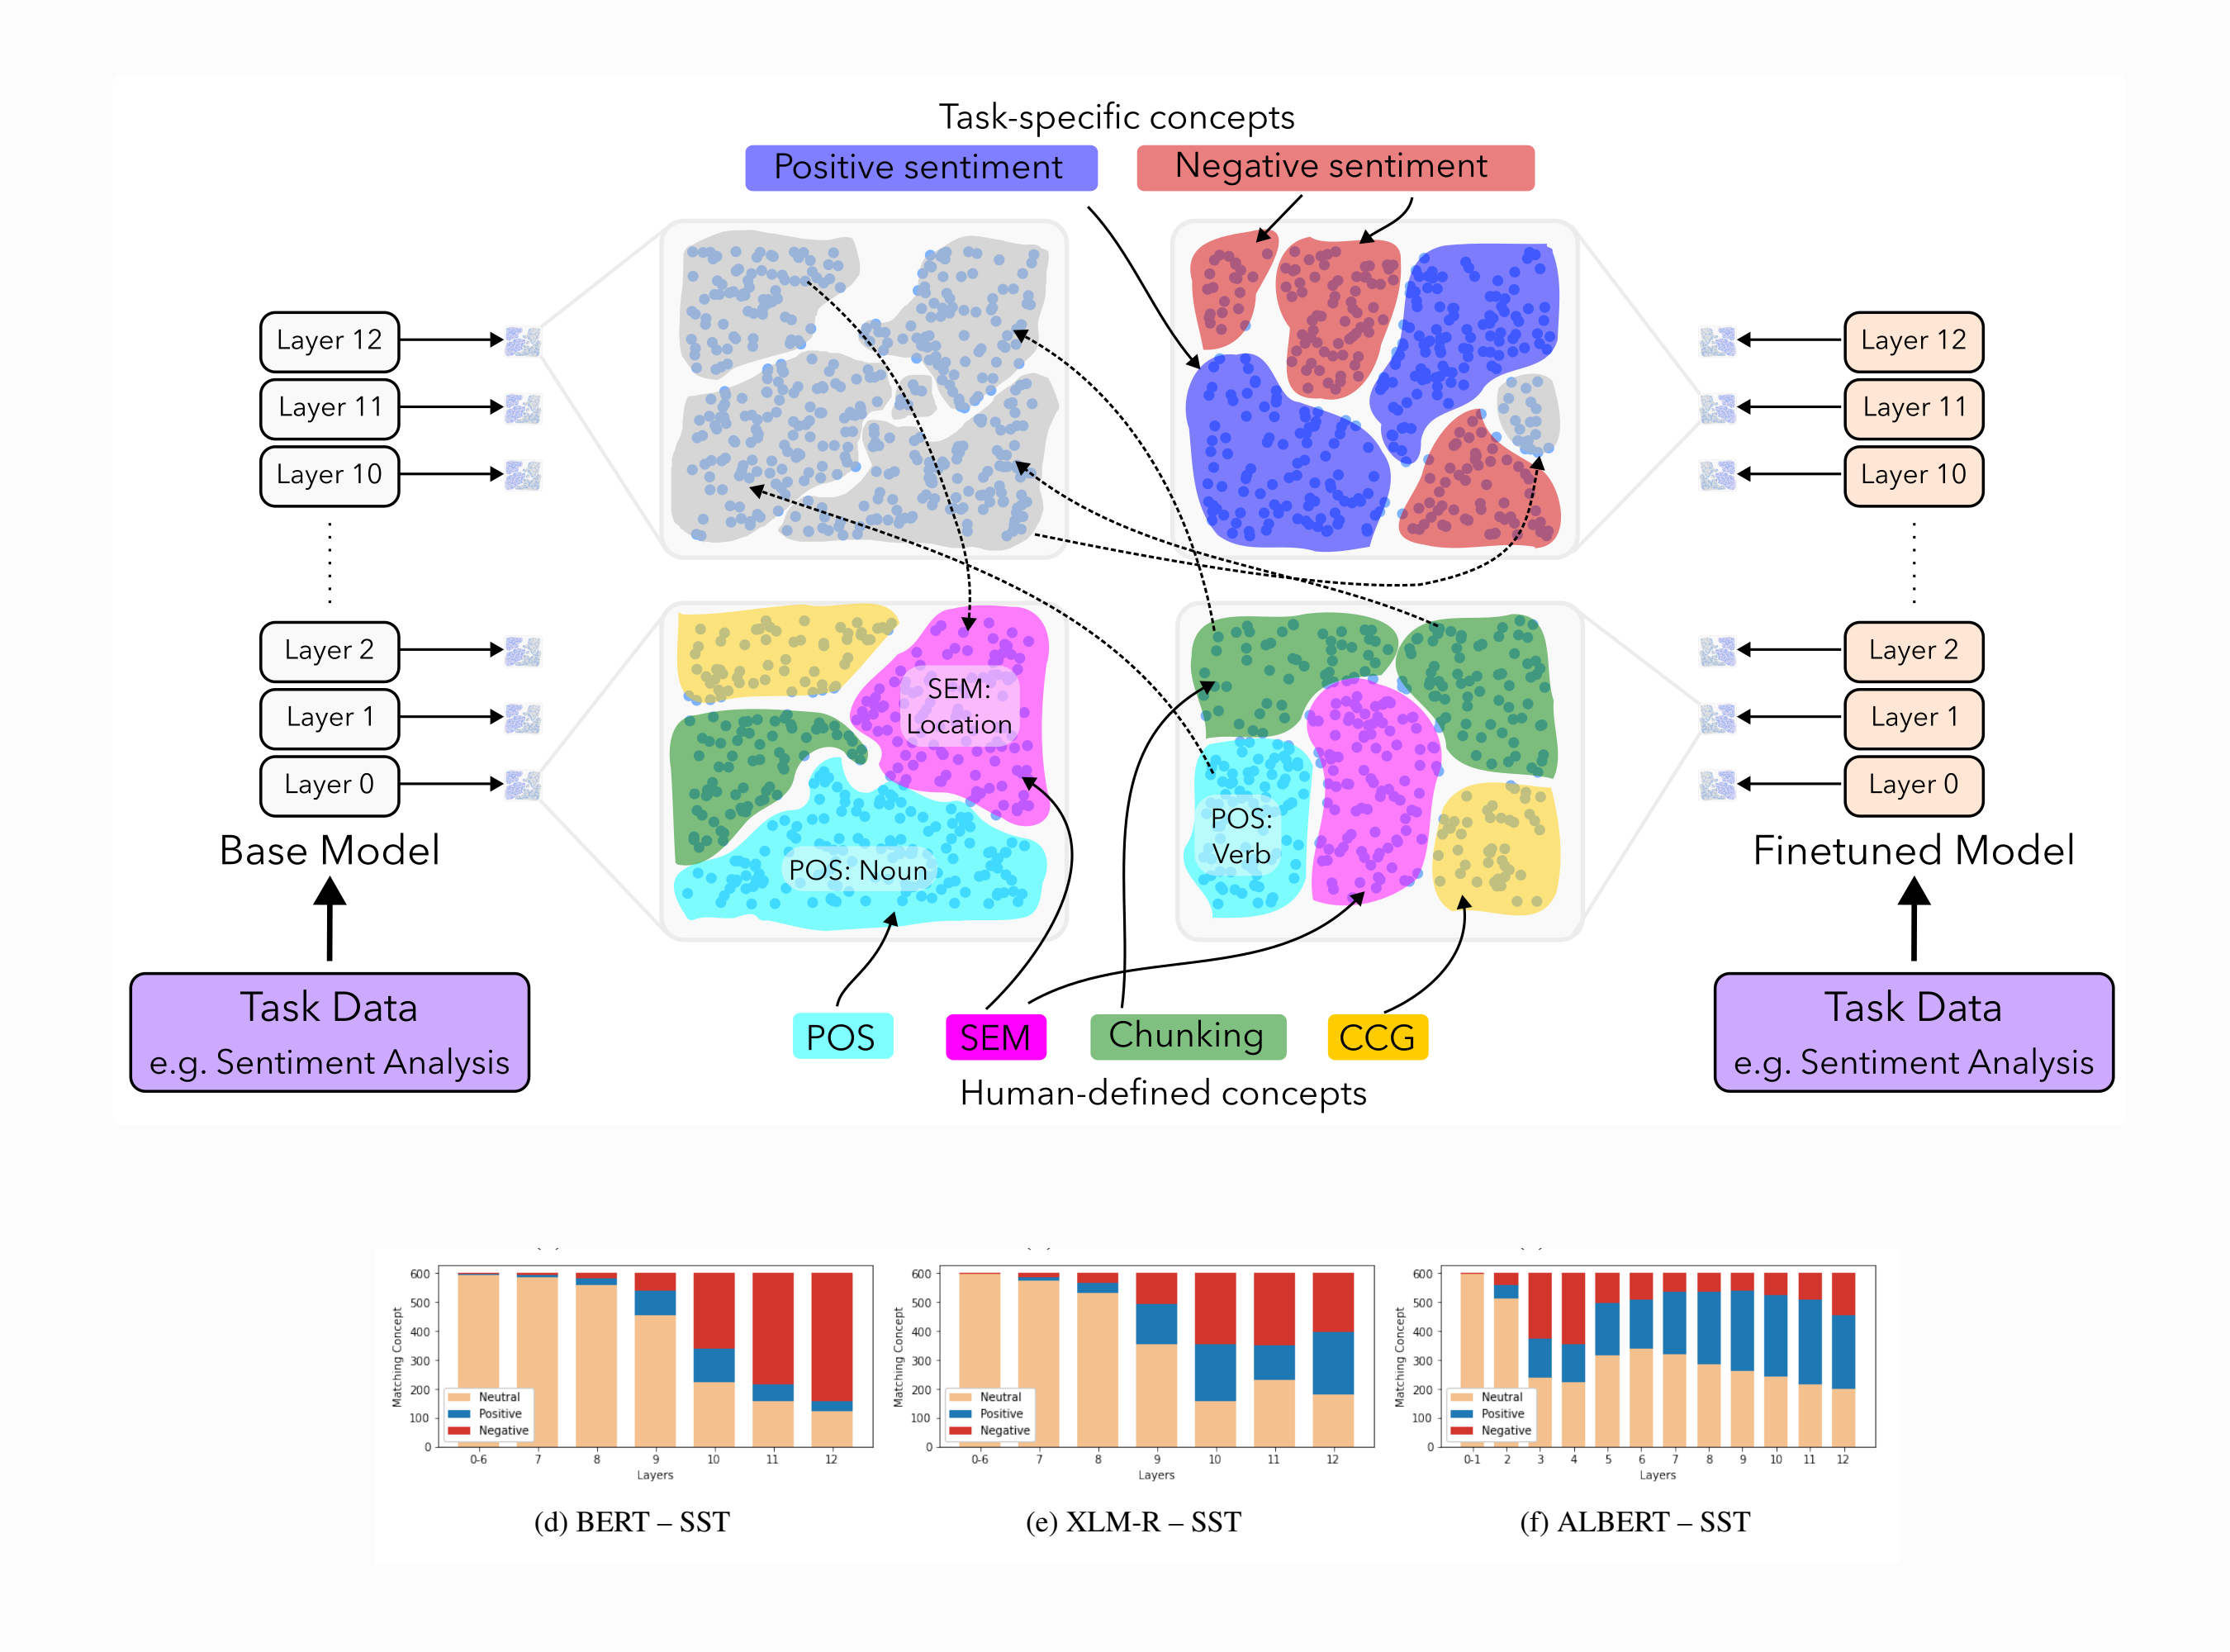 Task-specific concepts
Positive sentiment
Negative sentiment
Layer 12
Layer 11
Layer 10
Layer 2
Layer 1
Layer 0
Base Model
Task Data
e.g. Sentiment Analysis
SEM:
Location
POS: Noun
POS:
Verb
Layer 12
Layer 11
Layer 10
Layer 2
Layer 1
Layer 0
Finetuned Model
Task Data
e.g. Sentiment Analysis
POS
SEM
Chunking
CCG
Human-defined concepts
Matching Concept
600
500
400
300
200
100
0
Neutral
Positive
Negative
0-6 7 8 9 10 11 12
Layers
(d) BERT – SST
Matching Concept
600
500
400
300
200
100
0
Neutral
Positive
Negative
0-6 7 8 9 10 11 12
Layers
(e) XLM-R – SST
Matching Concept
600
500
400
300
200
100
0
Neutral
Positive
Negative
0-1 2 3 4 5 6 7 8 9 10 11 12
Layers
(f) ALBERT – SST